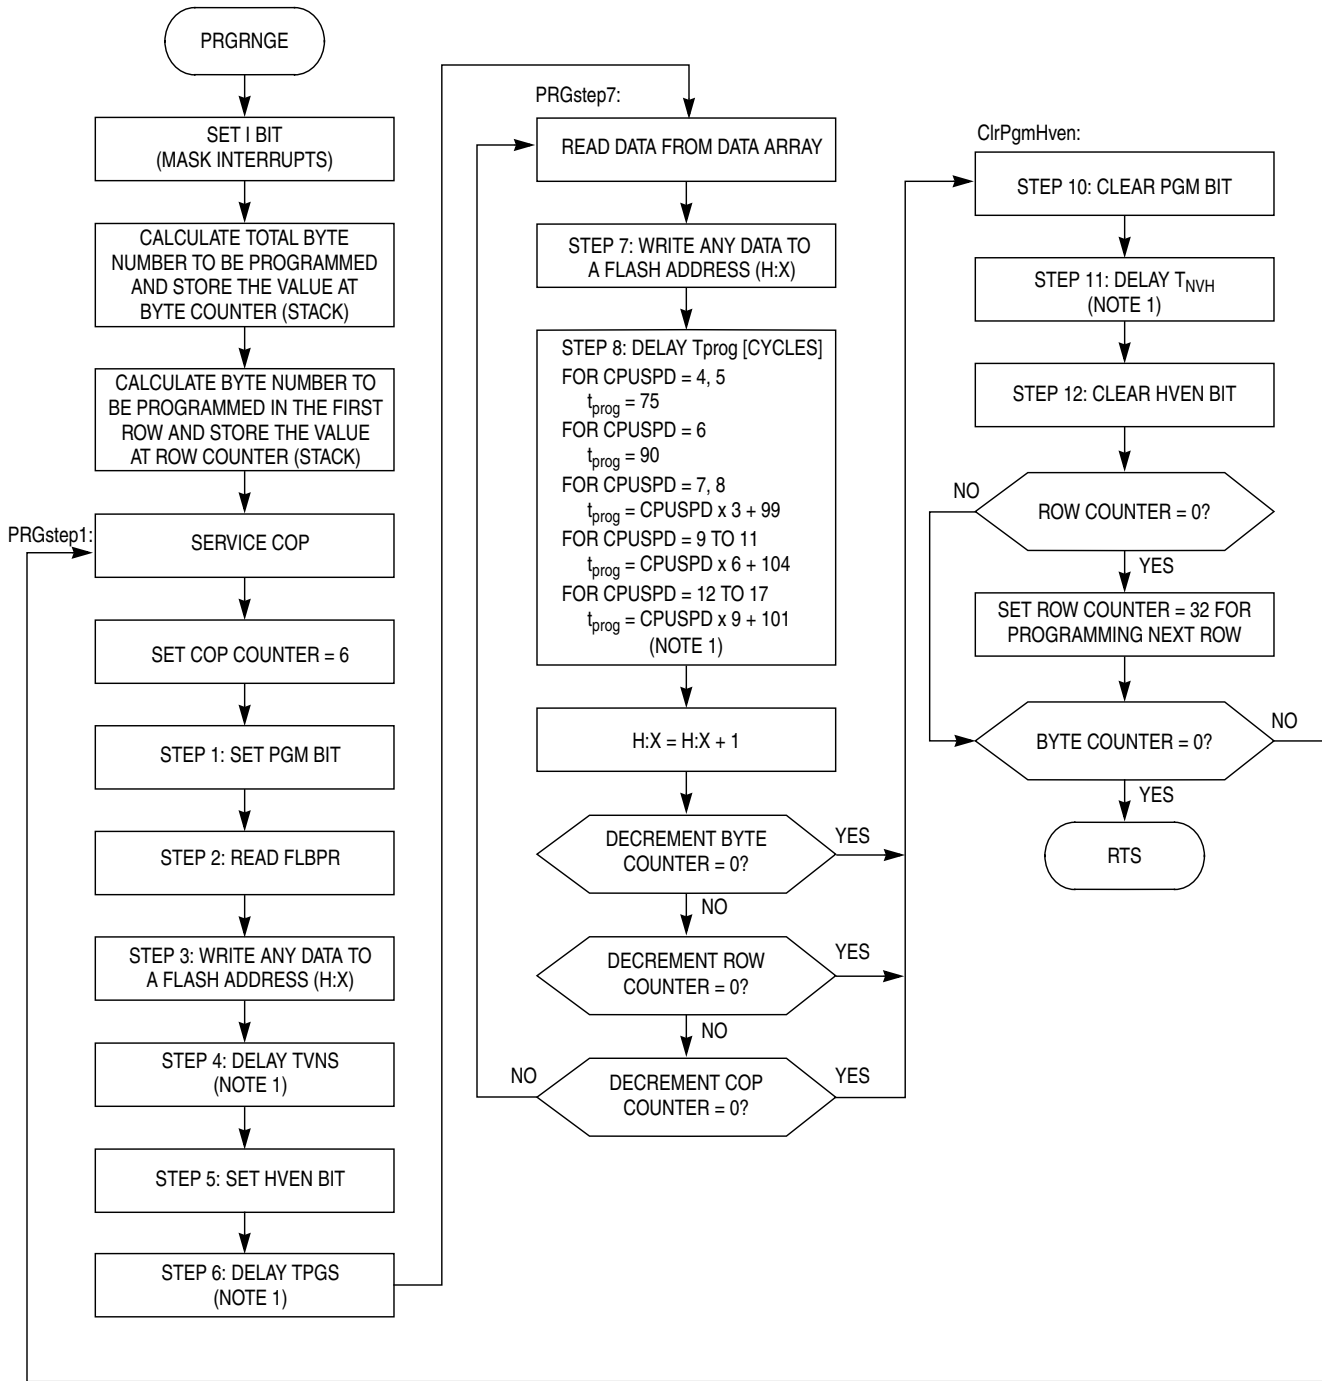 PRGRNGE
SET I BIT
(MASK INTERRUPTS)
CALCULATE TOTAL BYTE
NUMBER TO BE PROGRAMMED
AND STORE THE VALUE AT
BYTE COUNTER (STACK)
CALCULATE BYTE NUMBER TO
BE PROGRAMMED IN THE FIRST
ROW AND STORE THE VALUE
AT ROW COUNTER (STACK)
PRGstep1:
SERVICE COP
SET COP COUNTER = 6
STEP 1: SET PGM BIT
STEP 2: READ FLBPR
STEP 3: WRITE ANY DATA TO
A FLASH ADDRESS (H:X)
STEP 4: DELAY TVNS
(NOTE 1)
STEP 5: SET HVEN BIT
STEP 6: DELAY TPGS
(NOTE 1)
PRGstep7:
READ DATA FROM DATA ARRAY
STEP 7: WRITE ANY DATA TO
A FLASH ADDRESS (H:X)
STEP 8: DELAY Tprog [CYCLES]
FOR CPUSPD = 4, 5
tprog = 75
FOR CPUSPD = 6
tprog = 90
FOR CPUSPD = 7, 8
tprog = CPUSPD x 3 + 99
FOR CPUSPD = 9 TO 11
tprog = CPUSPD x 6 + 104
FOR CPUSPD = 12 TO 17
tprog = CPUSPD x 9 + 101
(NOTE 1)
H:X = H:X + 1
DECREMENT BYTE
COUNTER = 0?
YES
NO
DECREMENT ROW
COUNTER = 0?
YES
NO
DECREMENT COP
COUNTER = 0?
NO
YES
ClrPgmHven:
STEP 10: CLEAR PGM BIT
STEP 11: DELAY TNVH
(NOTE 1)
STEP 12: CLEAR HVEN BIT
NO
ROW COUNTER = 0?
YES
SET ROW COUNTER = 32 FOR
PROGRAMMING NEXT ROW
BYTE COUNTER = 0?
NO
YES
RTS